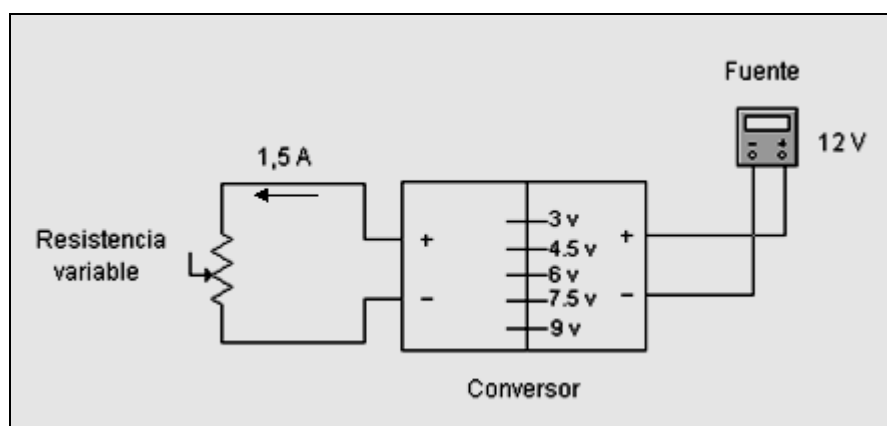 Fuente
12 V
1,5 A
Resistencia
variable
+
-
3 v
4.5 v
6 v
7.5 v
9 v
+
-
- +
Conversor